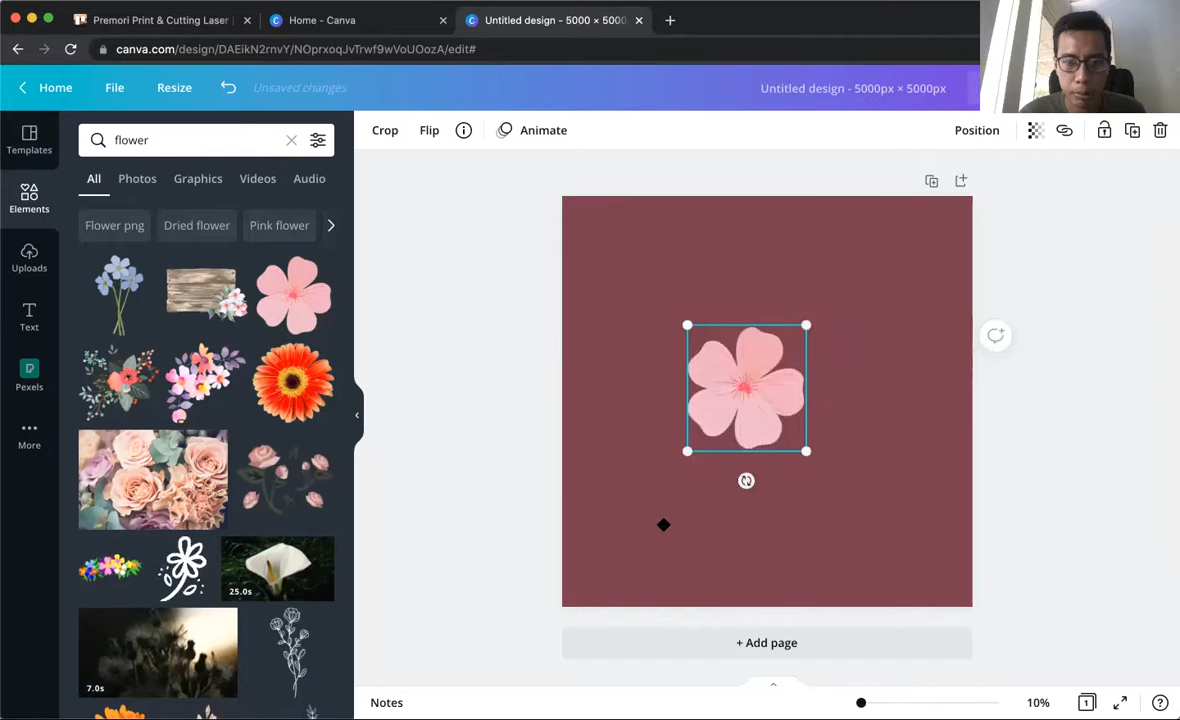 Premori Print & Cutting Laser
Home - Canva
Untitled design - 5000 × 5000
canva.com/design/DAEikN2rnvY/NOprxoqJvTrwf9wVoUOozA/edit#
Home
File
Resize
Unsaved changes
Untitled design - 5000px × 5000px
Templates
Elements
Uploads
Text
Pexels
More
flower
All
Photos
Graphics
Videos
Audio
Flower png
Dried flower
Pink flower
25.0s
7.0s
Crop
Flip
Animate
Position
+ Add page
Notes
10%
1